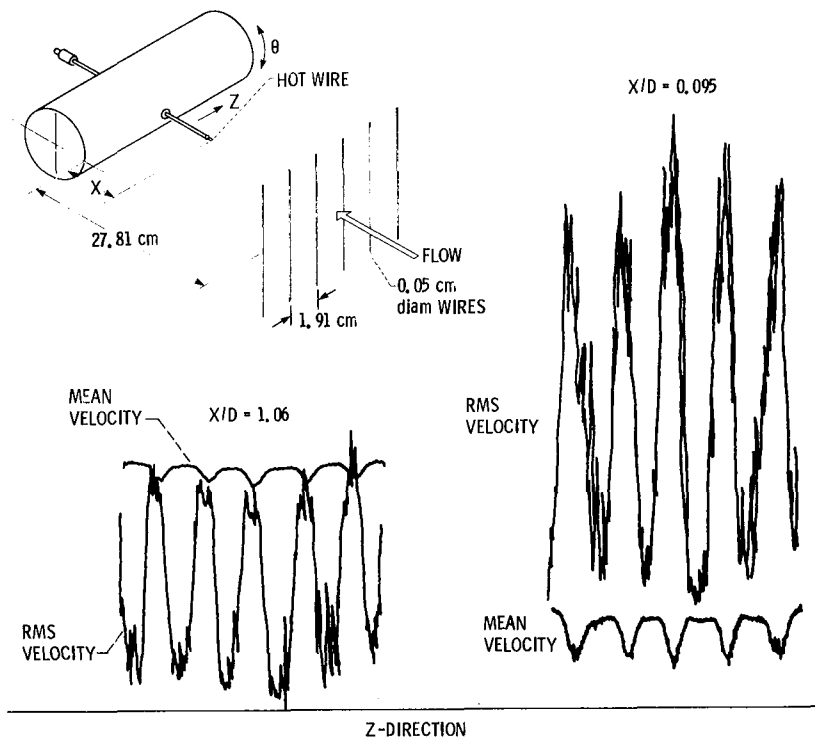 θ
HOT WIRE
Z
X
27.81 cm
FLOW
0.05 cm
diam WIRES
1.91 cm
X/D = 0.095
RMS
VELOCITY
MEAN
VELOCITY
MEAN
VELOCITY
X/D = 1.06
RMS
VELOCITY
Z-DIRECTION